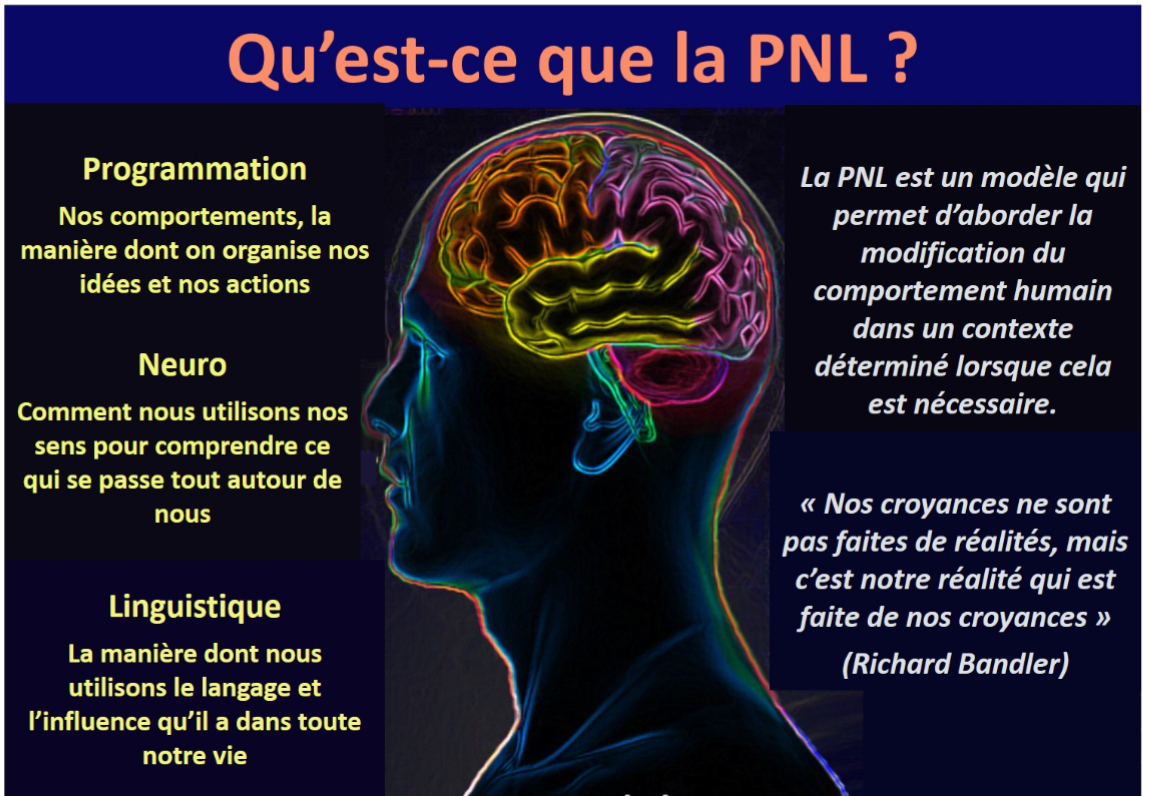 Qu’est-ce que la PNL ?
Programmation
Nos comportements, la
manière dont on organise nos
idées et nos actions
Neuro
Comment nous utilisons nos
sens pour comprendre ce
qui se passe tout autour de
nous
Linguistique
La manière dont nous
utilisons le langage et
l’influence qu’il a dans toute
notre vie
La PNL est un modèle qui
permet d’aborder la
modification du
comportement humain
dans un contexte
déterminé lorsque cela
est nécessaire.
« Nos croyances ne sont
pas faites de réalités, mais
c’est notre réalité qui est
faite de nos croyances »
(Richard Bandler)